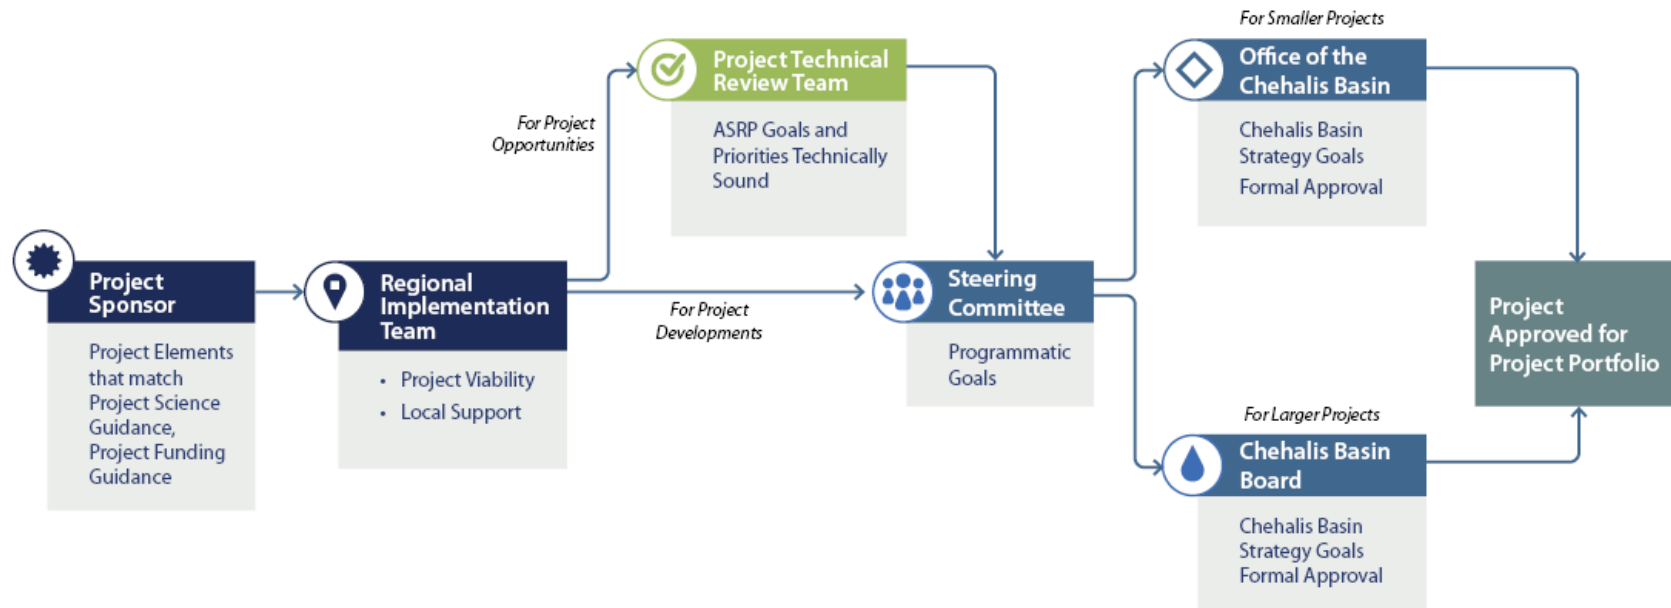 Project
Sponsor
Project Elements
that match
Project Science
Guidance,
Project Funding
Guidance
Regional
Implementation
Team
• Project Viability
• Local Support
For Project
Opportunities
Project Technical
Review Team
ASRP Goals and
Priorities Technically
Sound
For Project
Developments
Steering
Committee
Programmatic
Goals
For Smaller Projects
Office of the
Chehalis Basin
Chehalis Basin
Strategy Goals
Formal Approval
For Larger Projects
Chehalis Basin
Board
Chehalis Basin
Strategy Goals
Formal Approval
Project
Approved for
Project Portfolio